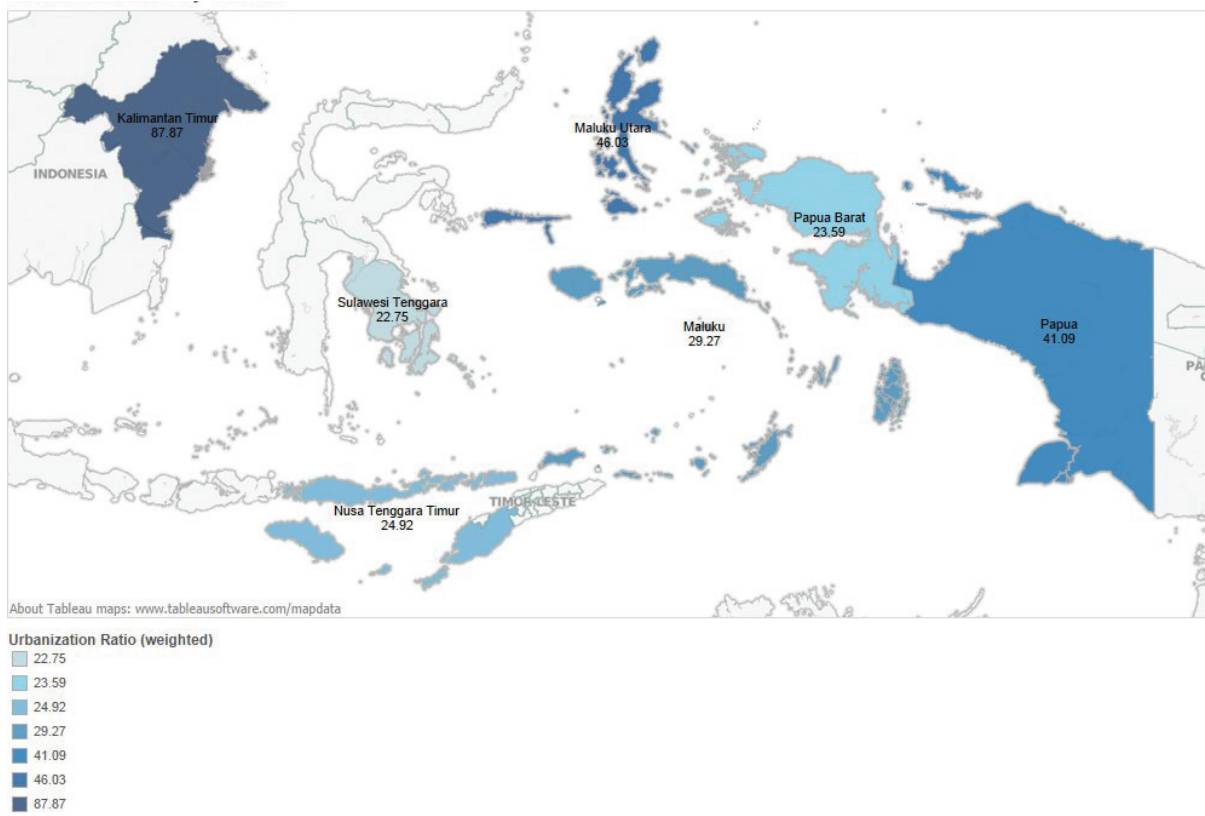 Kalimantan Timur
87.87
INDONESIA
Maluku Utara
46.03
Papua Barat
23.59
Sulawesi Tenggara
22.75
Maluku
29.27
Papua
41.09
Nusa Tenggara Timur
24.92
TIMOR-LESTE
About Tableau maps: www.tableausoftware.com/mapdata
Urbanization Ratio (weighted)
22.75
23.59
24.92
29.27
41.09
46.03
87.87